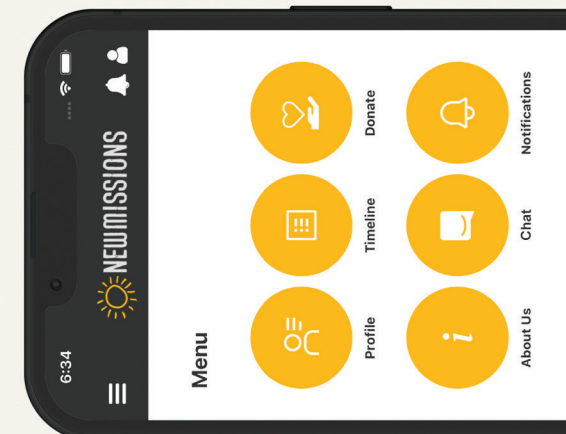 6:34
NEWMISSIONS
Menu
Profile
Timeline
Donate
About Us
Chat
Notifications